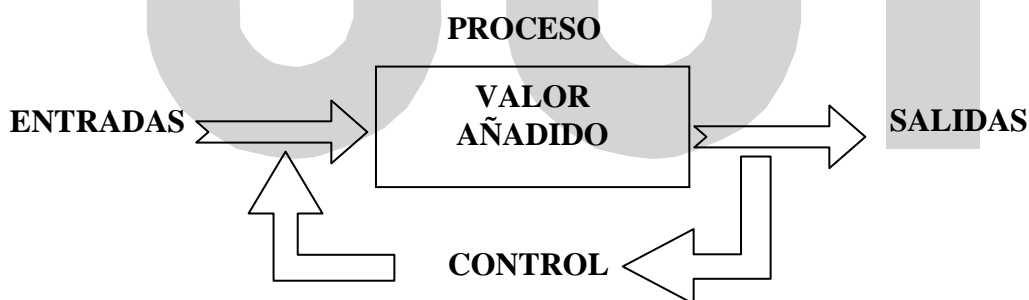 PROCESO
VALOR
AÑADIDO
ENTRADAS
SALIDAS
CONTROL